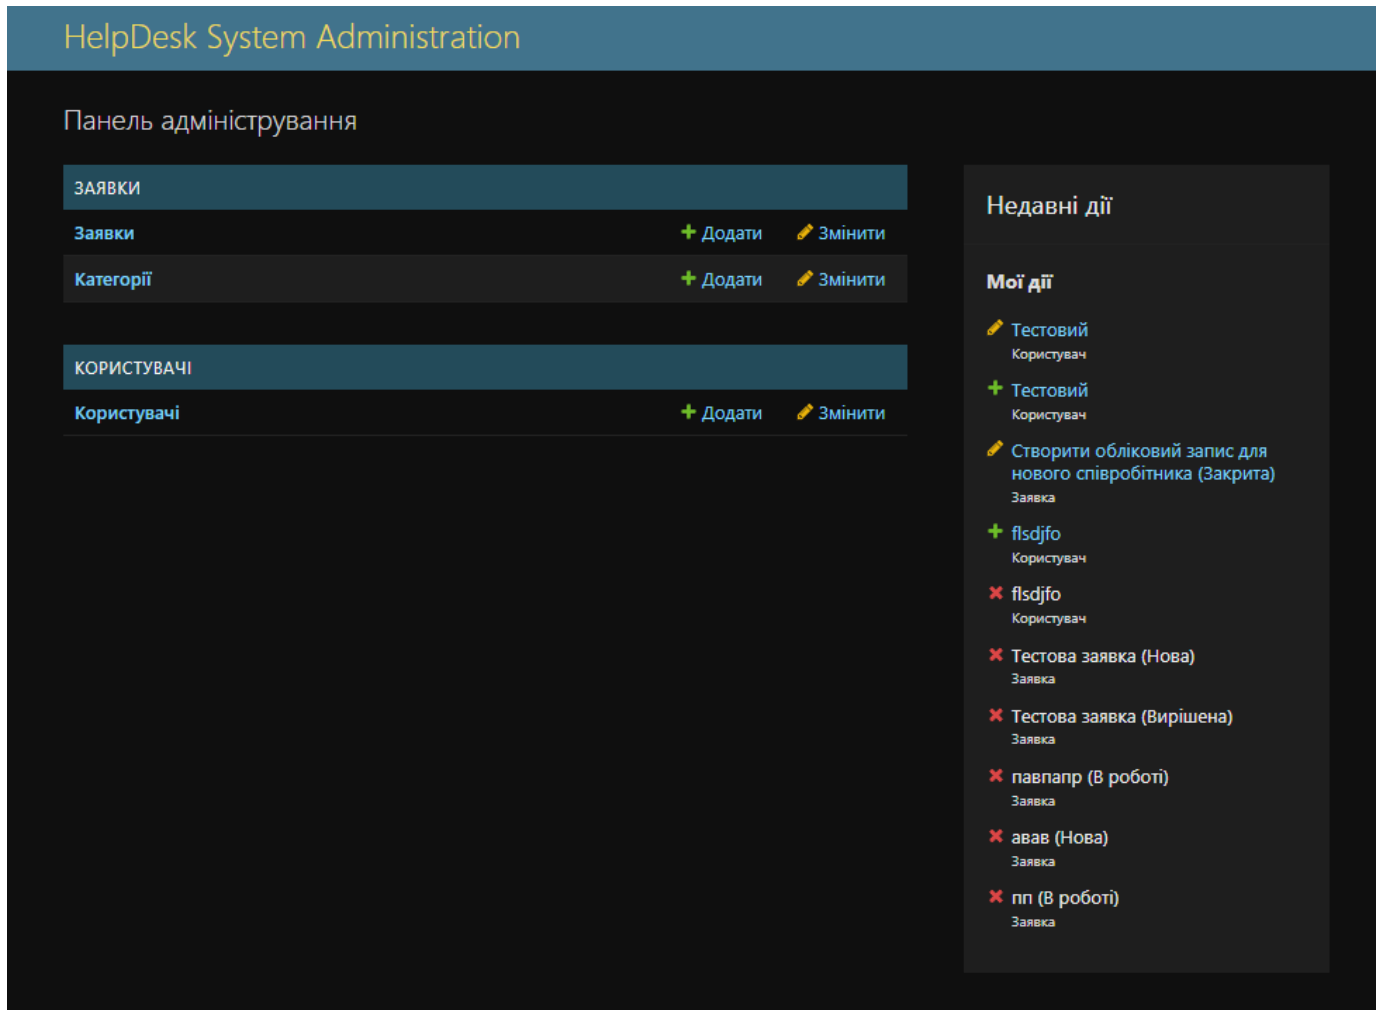 HelpDesk System Administration
Панель адміністрування
ЗАЯВКИ
Заявки Додати Змінити
Категорії Додати Змінити
КОРИСТУВАЧІ
Користувачі Додати Змінити
Недавні дії
Мої дії
Тестовий
Користувач
Тестовий
Користувач
Створити обліковий запис для
нового співробітника (Закрита)
Заявка
flsdjfo
Користувач
flsdjfo
Користувач
Тестова заявка (Нова)
Заявка
Тестова заявка (Вирішена)
Заявка
павпапр (В роботі)
Заявка
авав (Нова)
Заявка
пп (В роботі)
Заявка